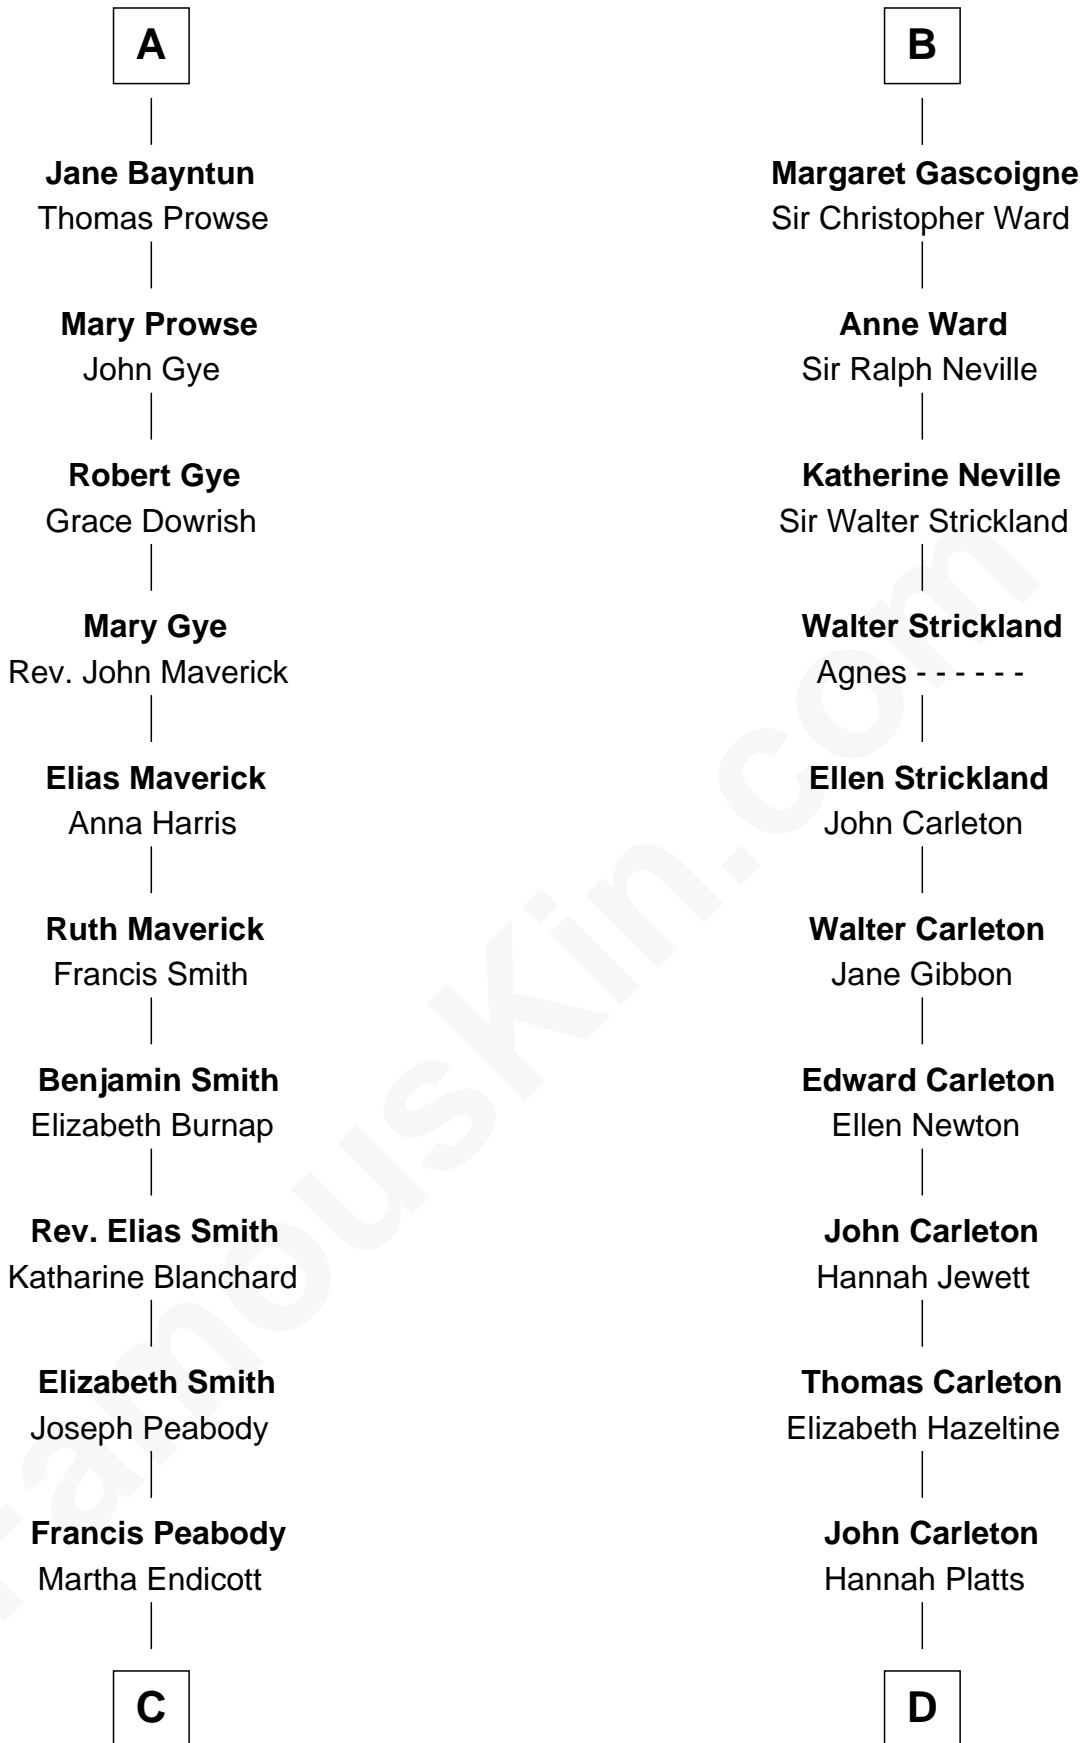 A
Jane Bayntun
Thomas Prowse
Mary Prowse
John Gye
Robert Gye
Grace Dowrish
Mary Gye
Rev. John Maverick
Elias Maverick
Anna Harris
Ruth Maverick
Francis Smith
Benjamin Smith
Elizabeth Burnap
Rev. Elias Smith
Katharine Blanchard
Elizabeth Smith
Joseph Peabody
Francis Peabody
Martha Endicott
C
B
Margaret Gascoigne
Sir Christopher Ward
Anne Ward
Sir Ralph Neville
Katherine Neville
Sir Walter Strickland
Walter Strickland
Agnes - - - - - -
Ellen Strickland
John Carleton
Walter Carleton
Jane Gibbon
Edward Carleton
Ellen Newton
John Carleton
Hannah Jewett
Thomas Carleton
Elizabeth Hazeltine
John Carleton
Hannah Platts
D
FamousKin.com